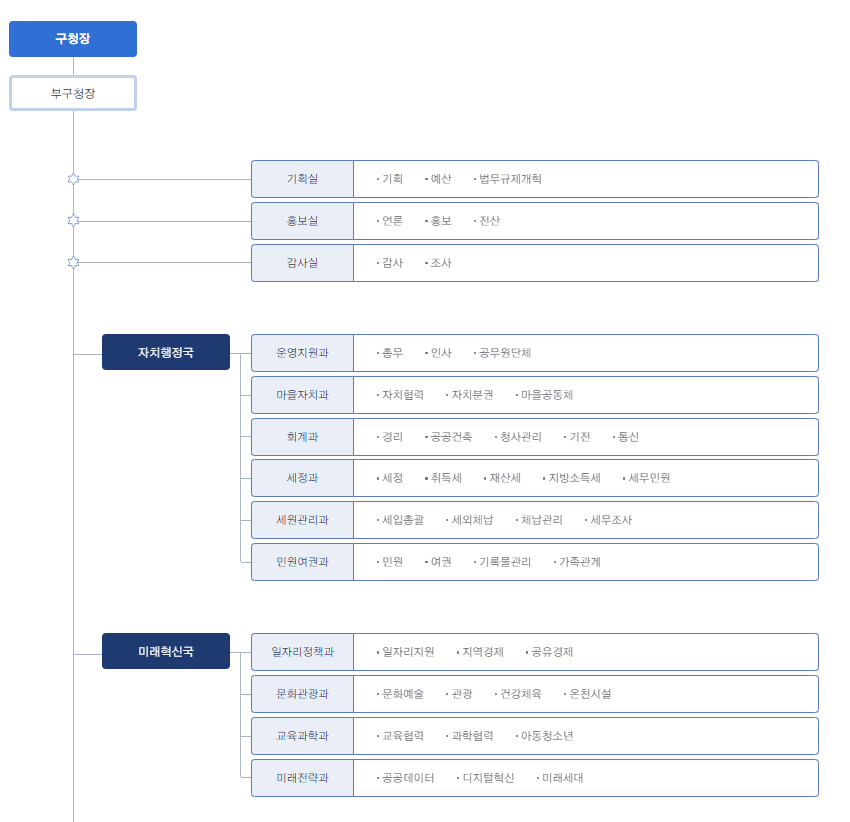 구청장
부구청장
기획실 · 기획 · 예산 · 법무규제개혁
홍보실 · 언론 · 홍보 · 전산
감사실 · 감사 · 조사
자치행정국 운영지원과 · 총무 · 인사 · 공무원단체
마을자치과 · 자치협력 · 자치분권 · 마을공동체
회계과 · 경리 · 공공건축 · 청사관리 · 기전 · 통신
세정과 · 세정 · 취득세 · 재산세 · 지방소득세 · 세무민원
세원관리과 · 세입총괄 · 세외체납 · 체납관리 · 세무조사
민원여권과 · 민원 · 여권 · 기록물관리 · 가족관계
미래혁신국 일자리정책과 · 일자리지원 · 지역경제 · 공유경제
문화관광과 · 문화예술 · 관광 · 건강체육 · 온천시설
교육과학과 · 교육협력 · 과학협력 · 아동청소년
미래전략과 · 공공데이터 · 디지털혁신 · 미래세대